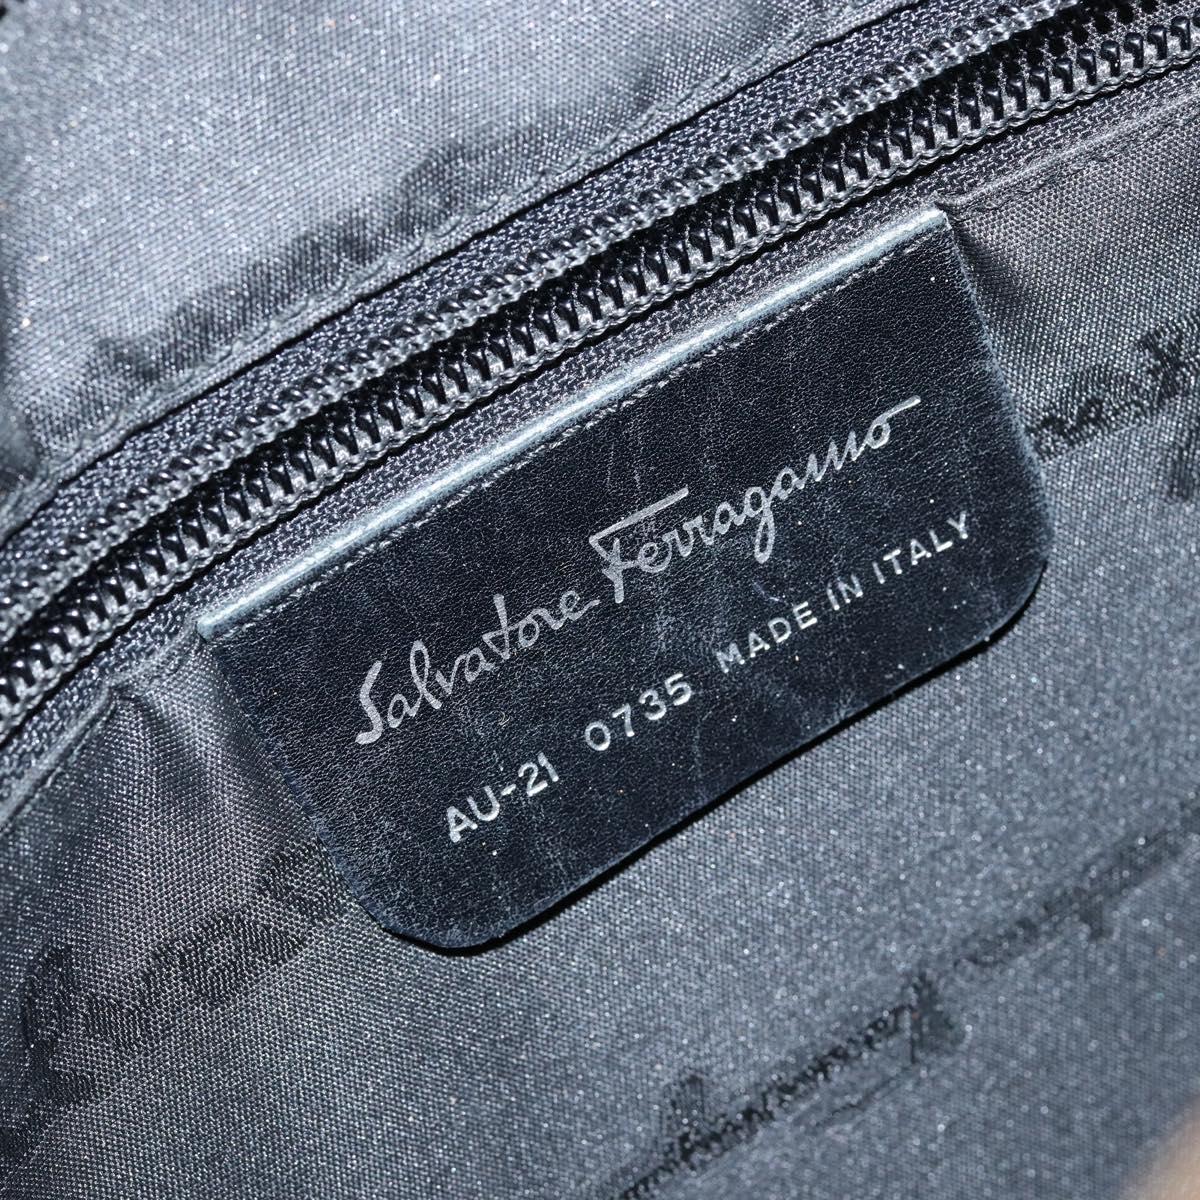 Salvatore Ferragamo
AU-21 0735 MADE IN ITALY